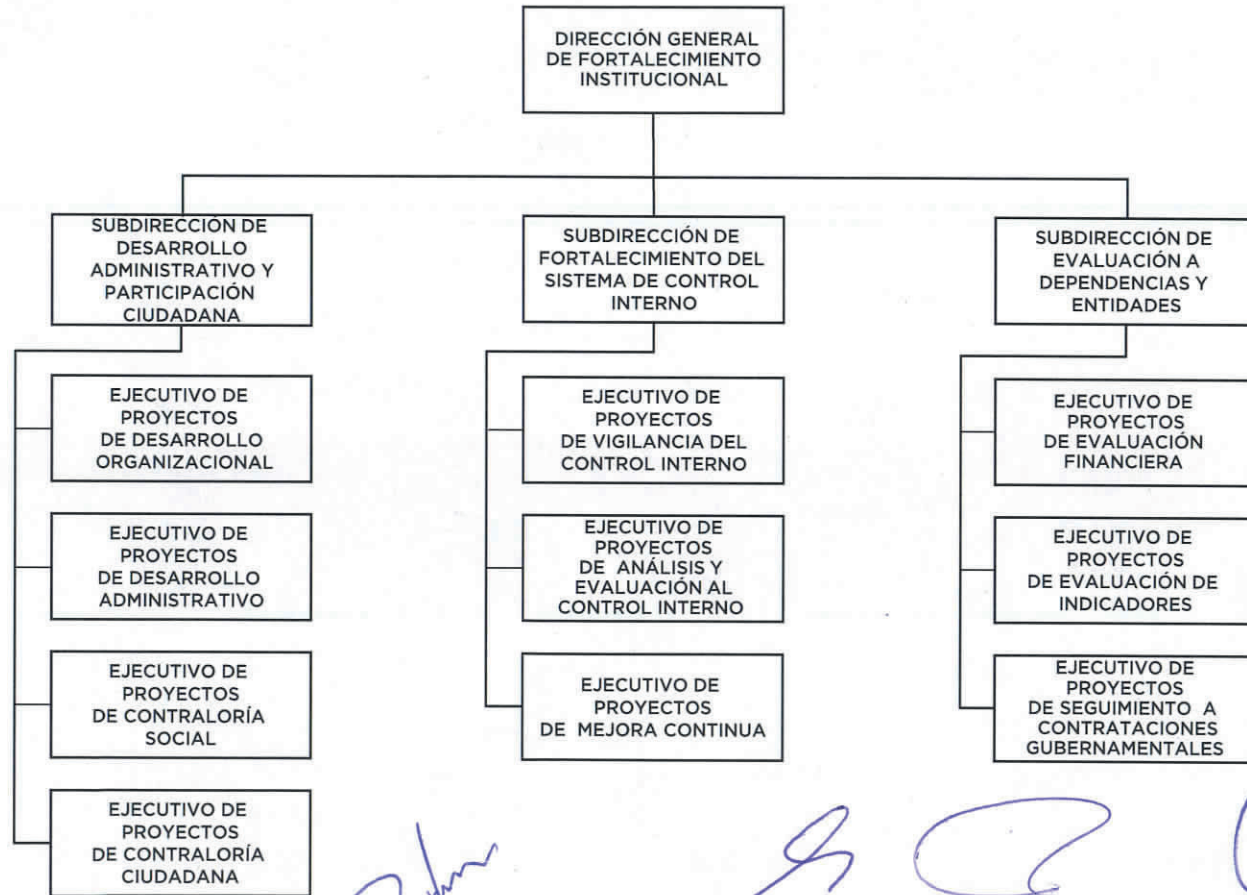 DIRECCIÓN GENERAL
DE FORTALECIMIENTO
INSTITUCIONAL
SUBDIRECCIÓN DE
DESARROLLO
ADMINISTRATIVO Y
PARTICIPACIÓN
CIUDADANA
EJECUTIVO DE
PROYECTOS
DE DESARROLLO
ORGANIZACIONAL
EJECUTIVO DE
PROYECTOS
DE DESARROLLO
ADMINISTRATIVO
EJECUTIVO DE
PROYECTOS
DE CONTRALORÍA
SOCIAL
EJECUTIVO DE
PROYECTOS
DE CONTRALORÍA
CIUDADANA
SUBDIRECCIÓN DE
FORTALECIMIENTO DEL
SISTEMA DE CONTROL
INTERNO
EJECUTIVO DE
PROYECTOS
DE VIGILANCIA DEL
CONTROL INTERNO
EJECUTIVO DE
PROYECTOS
DE ANÁLISIS Y
EVALUACIÓN AL
CONTROL INTERNO
EJECUTIVO DE
PROYECTOS
DE MEJORA CONTINUA
SUBDIRECCIÓN DE
EVALUACIÓN A
DEPENDENCIAS Y
ENTIDADES
EJECUTIVO DE
PROYECTOS
DE EVALUACIÓN
FINANCIERA
EJECUTIVO DE
PROYECTOS
DE EVALUACIÓN DE
INDICADORES
EJECUTIVO DE
PROYECTOS
DE SEGUIMIENTO A
CONTRATACIONES
GUBERNAMENTALES